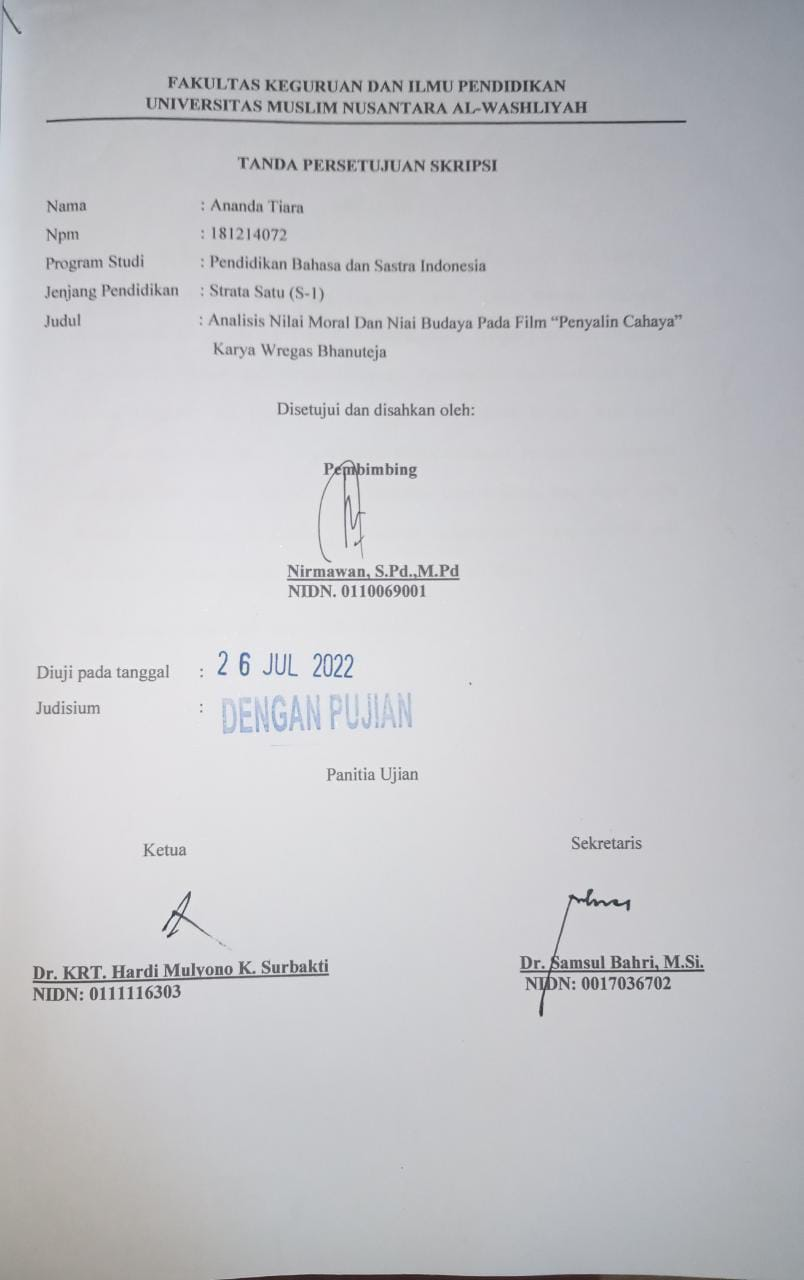 FAKULTAS KEGURUAN DAN ILMU PENDIDIKAN
UNIVERSITAS MUSLIM NUSANTARA AL-WASHLIYAH
TANDA PERSETUJUAN SKRIPSI
Nama : Ananda Tiara
Npm : 181214072
Program Studi : Pendidikan Bahasa dan Sastra Indonesia
Jenjang Pendidikan : Strata Satu (S-1)
Judul : Analisis Nilai Moral Dan Niai Budaya Pada Film “Penyalin Cahaya”
Karya Wregas Bhanuteja
Disetujui dan disahkan oleh:
Pembimbing
Nirmawan, S.Pd.,M.Pd
NIDN. 0110069001
Diuji pada tanggal : 26 JUL 2022
Judisium : DENGAN PUJIAN
Panitia Ujian
Ketua
Sekretaris
Dr. KRT. Hardi Mulyono K. Surbakti
NIDN: 0111116303
Dr. Samsul Bahri, M.Si.
NIDN: 0017036702